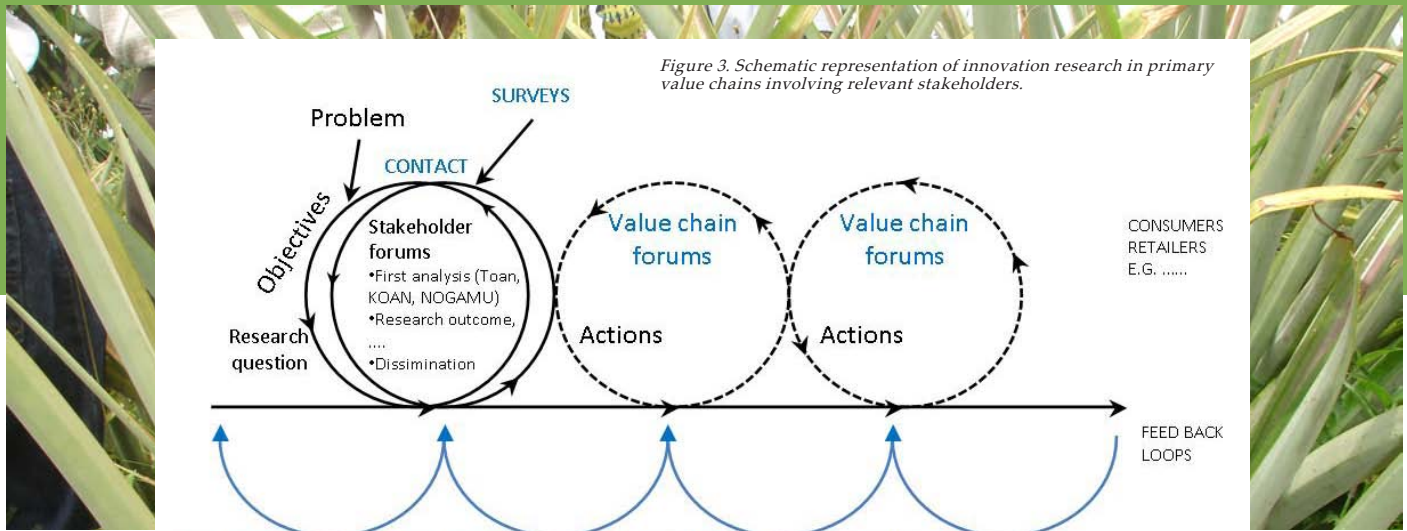 Figure 3. Schematic representation of innovation research in primary
value chains involving relevant stakeholders.
SURVEYS
Problem
CONTACT
Objectives
Stakeholder
forums
•First analysis (Toan,
KOAN, NOGAMU)
•Research outcome,
....
•Dissimination
Research
question
Value chain
forums
Actions
Value chain
forums
Actions
CONSUMERS
RETAILERS
E.G. ......
FEED BACK
LOOPS